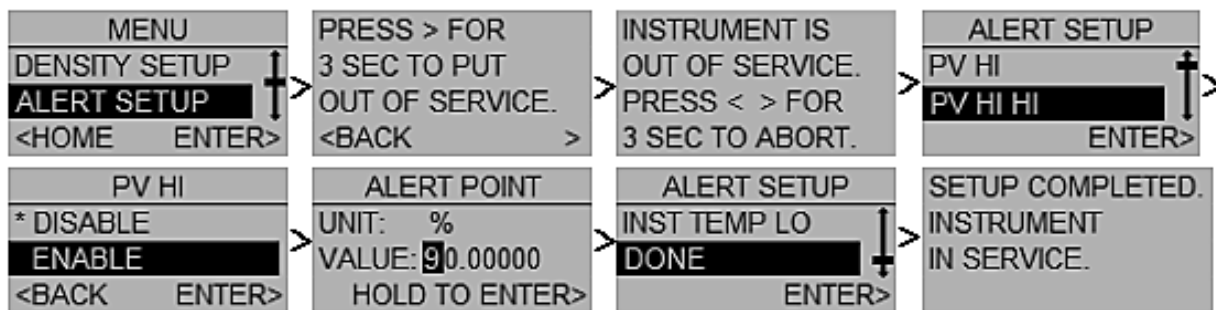 MENU
DENSITY SETUP
ALERT SETUP
<HOME ENTER>
>
PRESS > FOR
3 SEC TO PUT
OUT OF SERVICE.
<BACK >
>
INSTRUMENT IS
OUT OF SERVICE.
PRESS < > FOR
3 SEC TO ABORT.
>
ALERT SETUP
PV HI
PV HI HI
ENTER>
>
PV HI
* DISABLE
ENABLE
<BACK ENTER>
>
ALERT POINT
UNIT: %
VALUE: 90.00000
HOLD TO ENTER>
>
ALERT SETUP
INST TEMP LO
DONE
ENTER>
>
SETUP COMPLETED.
INSTRUMENT
IN SERVICE.